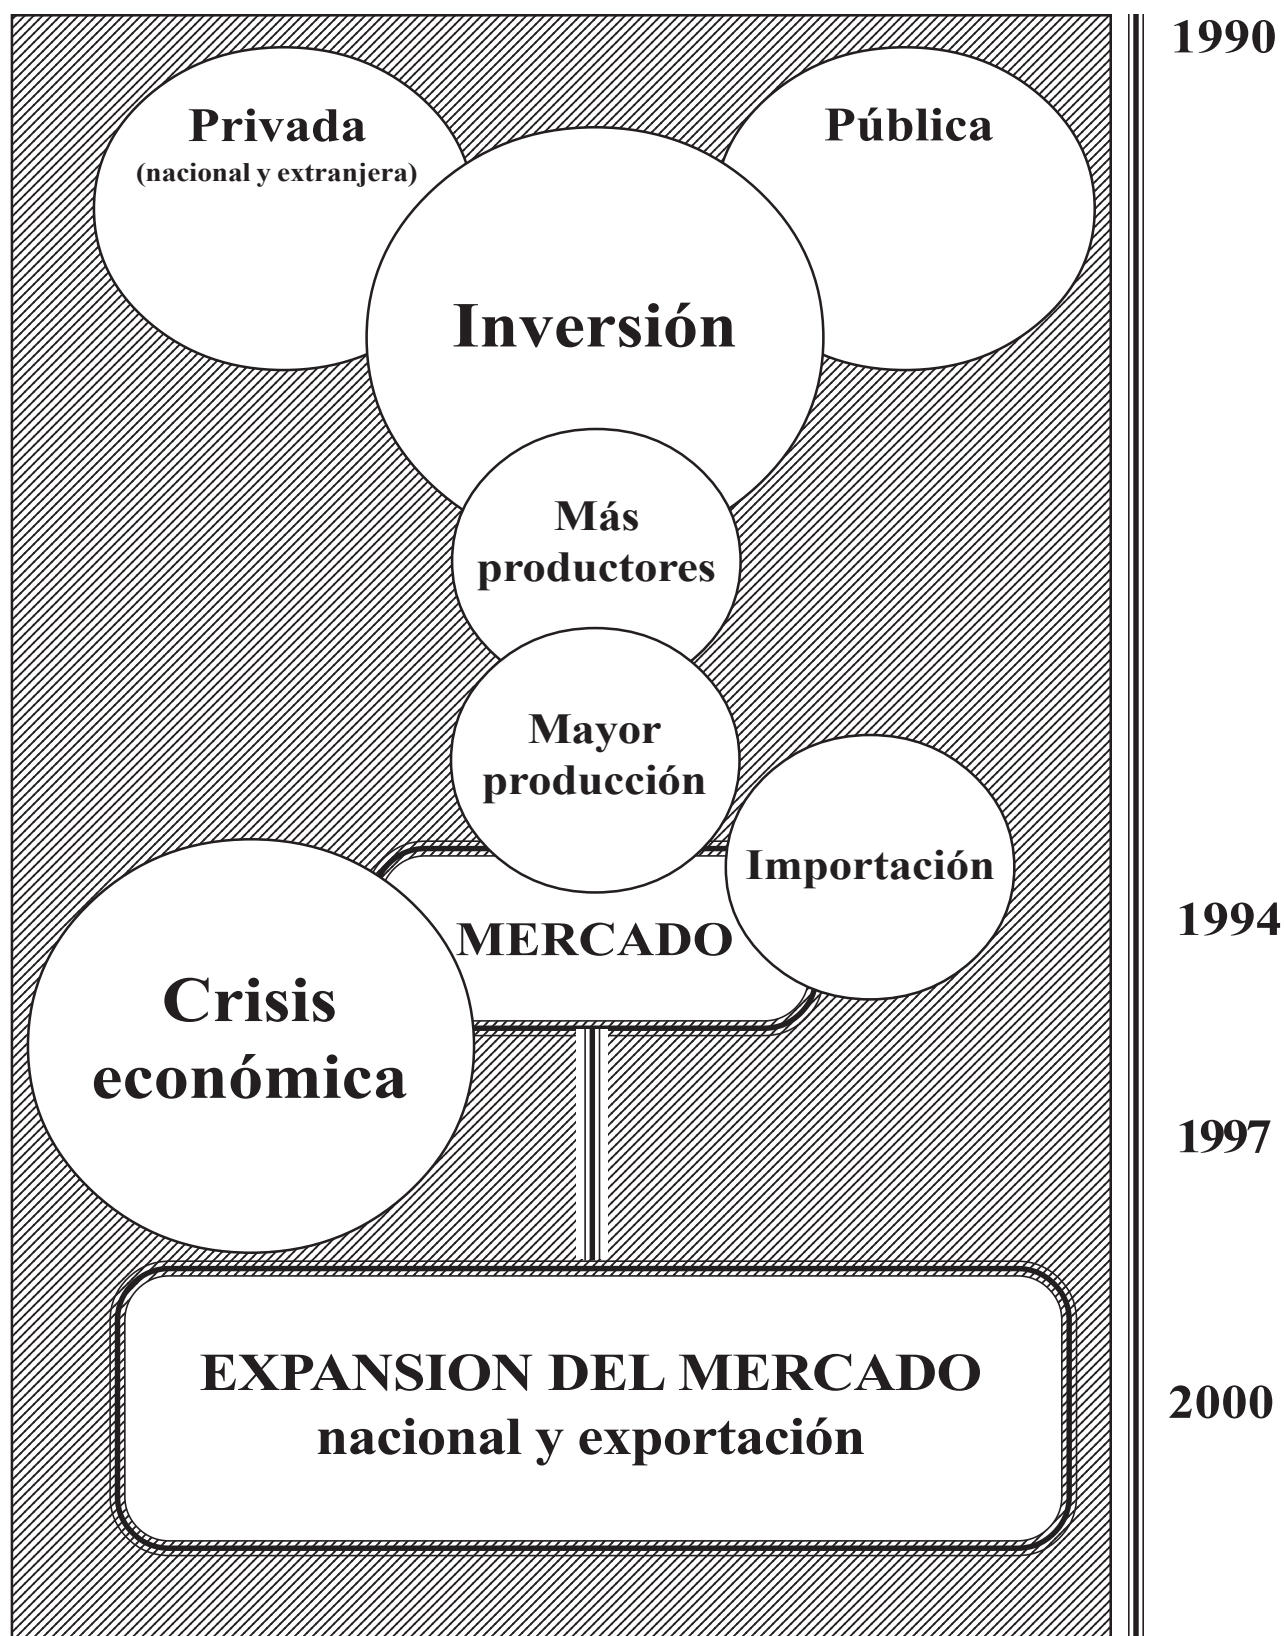 1990
Privada
(nacional y extranjera)
Pública
Inversión
Más
productores
Mayor
producción
Importación
MERCADO
1994
Crisis
económica
1997
EXPANSION DEL MERCADO
nacional y exportación
2000